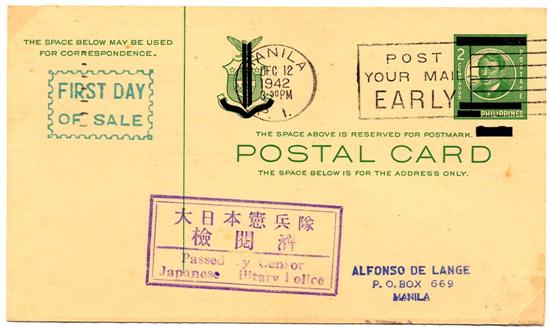 THE SPACE BELOW MAY BE USED
FOR CORRESPONDENCE.
FIRST DAY
OF SALE
MANILA
DEC 12
1942
P. I.
POST
YOUR MAIL
EARLY
2
PHILIPPINES
THE SPACE ABOVE IS RESERVED FOR POSTMARK.
POSTAL CARD
THE SPACE BELOW IS FOR THE ADDRESS ONLY.
大日本憲兵隊
檢閲濟
Passed by Censor
Japanese Military Police
ALFONSO DE LANGE
P. O. BOX 669
MANILA